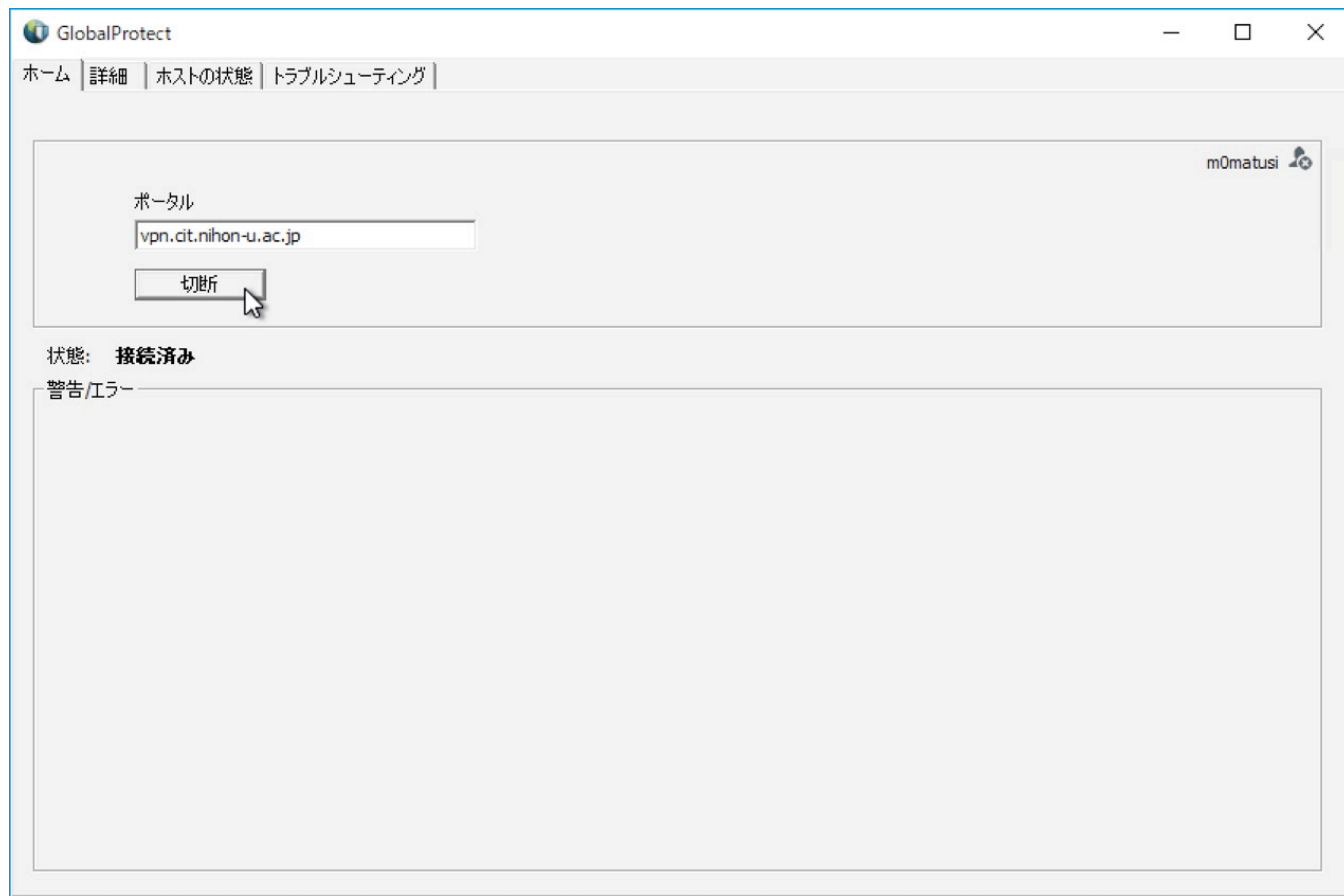 GlobalProtect
ホーム 詳細 ホストの状態 トラブルシューティング
m0matusi
ポータル
vpn.cit.nihon-u.ac.jp
切断
状態: 接続済み
警告/エラー